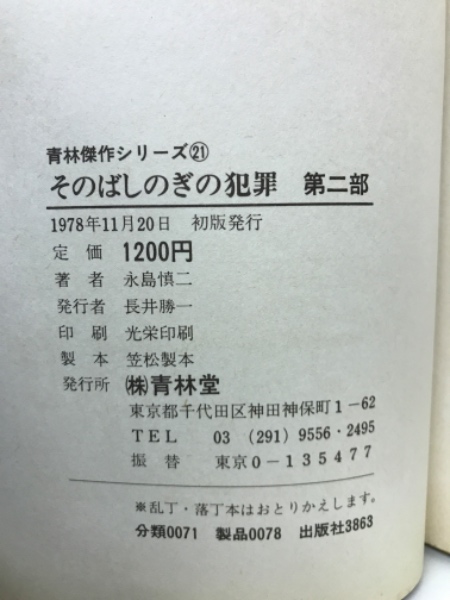 青林傑作シリーズ㉑
そのばしのぎの犯罪 第二部
1978年11月20日 初版発行
定価 1200円
著者 永島慎二
発行者 長井勝一
印刷 光栄印刷
製本 笠松製本
発行所 ㈱青林堂
東京都千代田区神田神保町1−62
TEL 03 (291) 9556・2495
振替 東京0−135477
※乱丁・落丁本はおとりかえします。
分類0071 製品0078 出版社3863